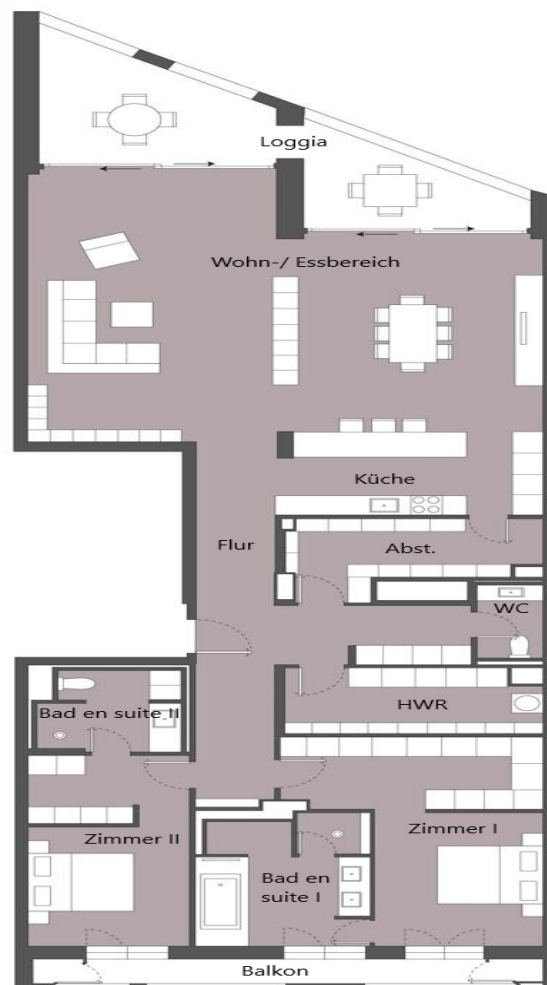 Loggia
Wohn-/ Essbereich
Küche
Flur
Abst.
WC
HWR
Bad en suite II
Zimmer II
Zimmer I
Bad en
suite I
Balkon